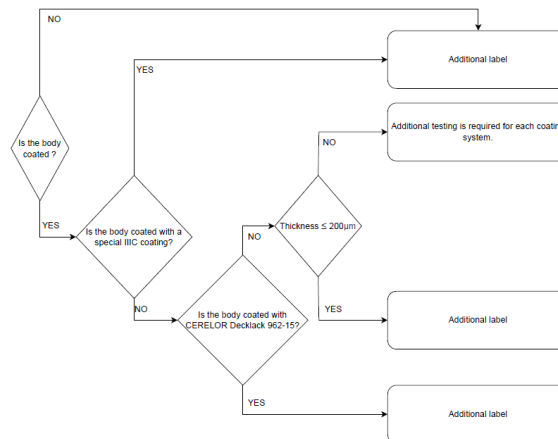 NO
YES
Additional label
Additional testing is required for each coating
system.
Is the body
coated ?
NO
YES
Is the body coated with a
special IIIC coating?
Thickness ≤ 200µm
NO
NO
Is the body coated with
CERELOR Decklack 962-15?
YES
Additional label
YES
Additional label